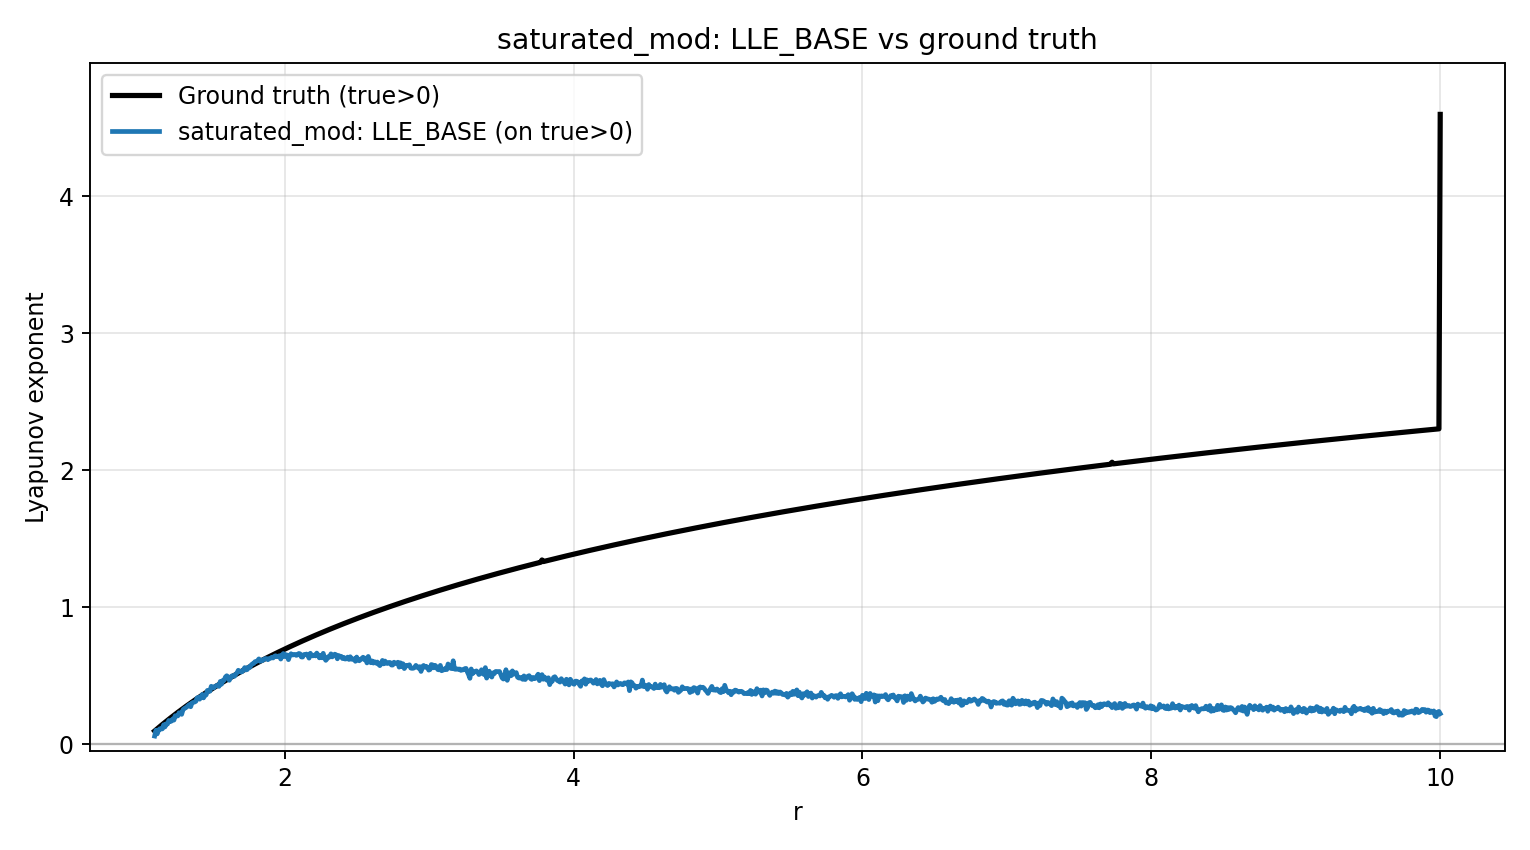 saturated_mod: LLE_BASE vs ground truth
Ground truth (true>0)
saturated_mod: LLE_BASE (on true>0)
Lyapunov exponent
4
3
2
1
0
2 4 6 8 10
r